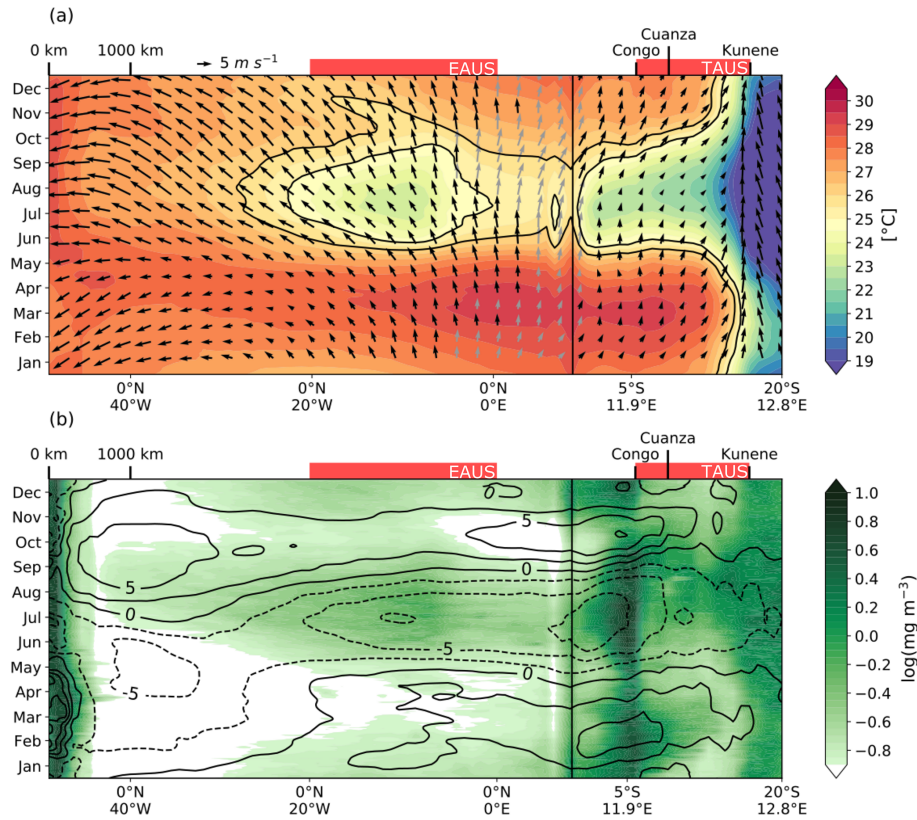 (a)
Cuanza
0 km 1000 km 5 m s⁻¹ Congo Kunene
EAUS TAUS
Dec
Nov
Oct
Sep
Aug
Jul
Jun
May
Apr
Mar
Feb
Jan
30
29
28
27
26
25
24
23
22
21
20
19
[°C]
0°N 0°N 0°N 5°S 20°S
40°W 20°W 0°E 11.9°E 12.8°E
(b)
Cuanza
0 km 1000 km Congo Kunene
EAUS TAUS
Dec
Nov
Oct
Sep
Aug
Jul
Jun
May
Apr
Mar
Feb
Jan
0
5
5
0
0
-5
0
-5
1.0
0.8
0.6
0.4
0.2
0.0
−0.2
−0.4
−0.6
−0.8
log(mg m⁻³)
0°N 0°N 0°N 5°S 20°S
40°W 20°W 0°E 11.9°E 12.8°E